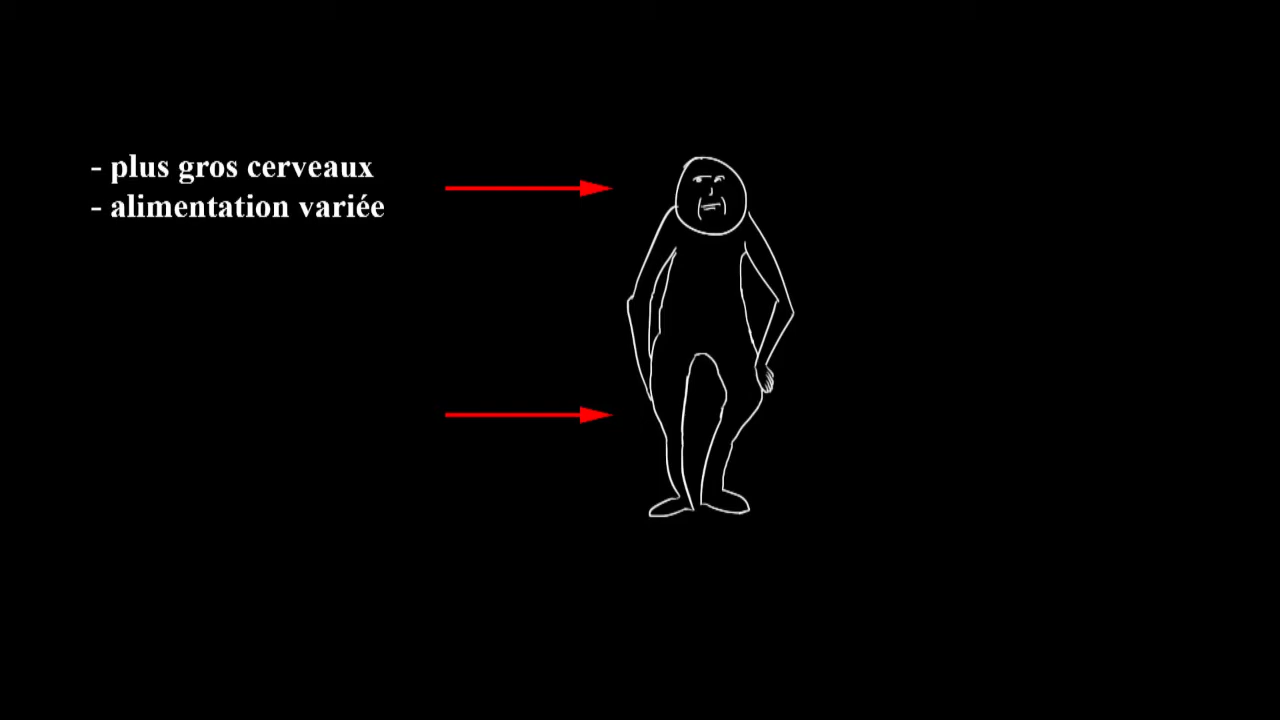 - plus gros cerveaux
- alimentation variée